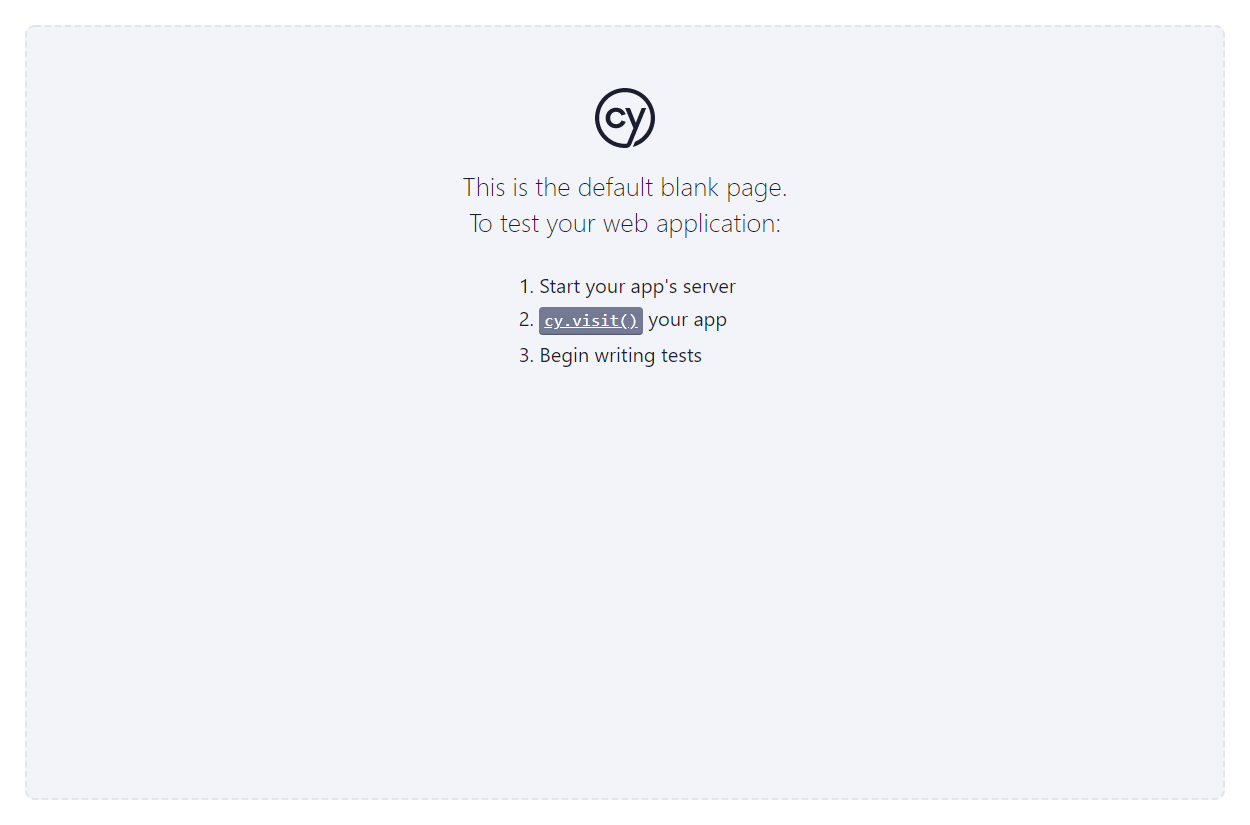 cy
This is the default blank page.
To test your web application:
1. Start your app's server
2. cy.visit() your app
3. Begin writing tests